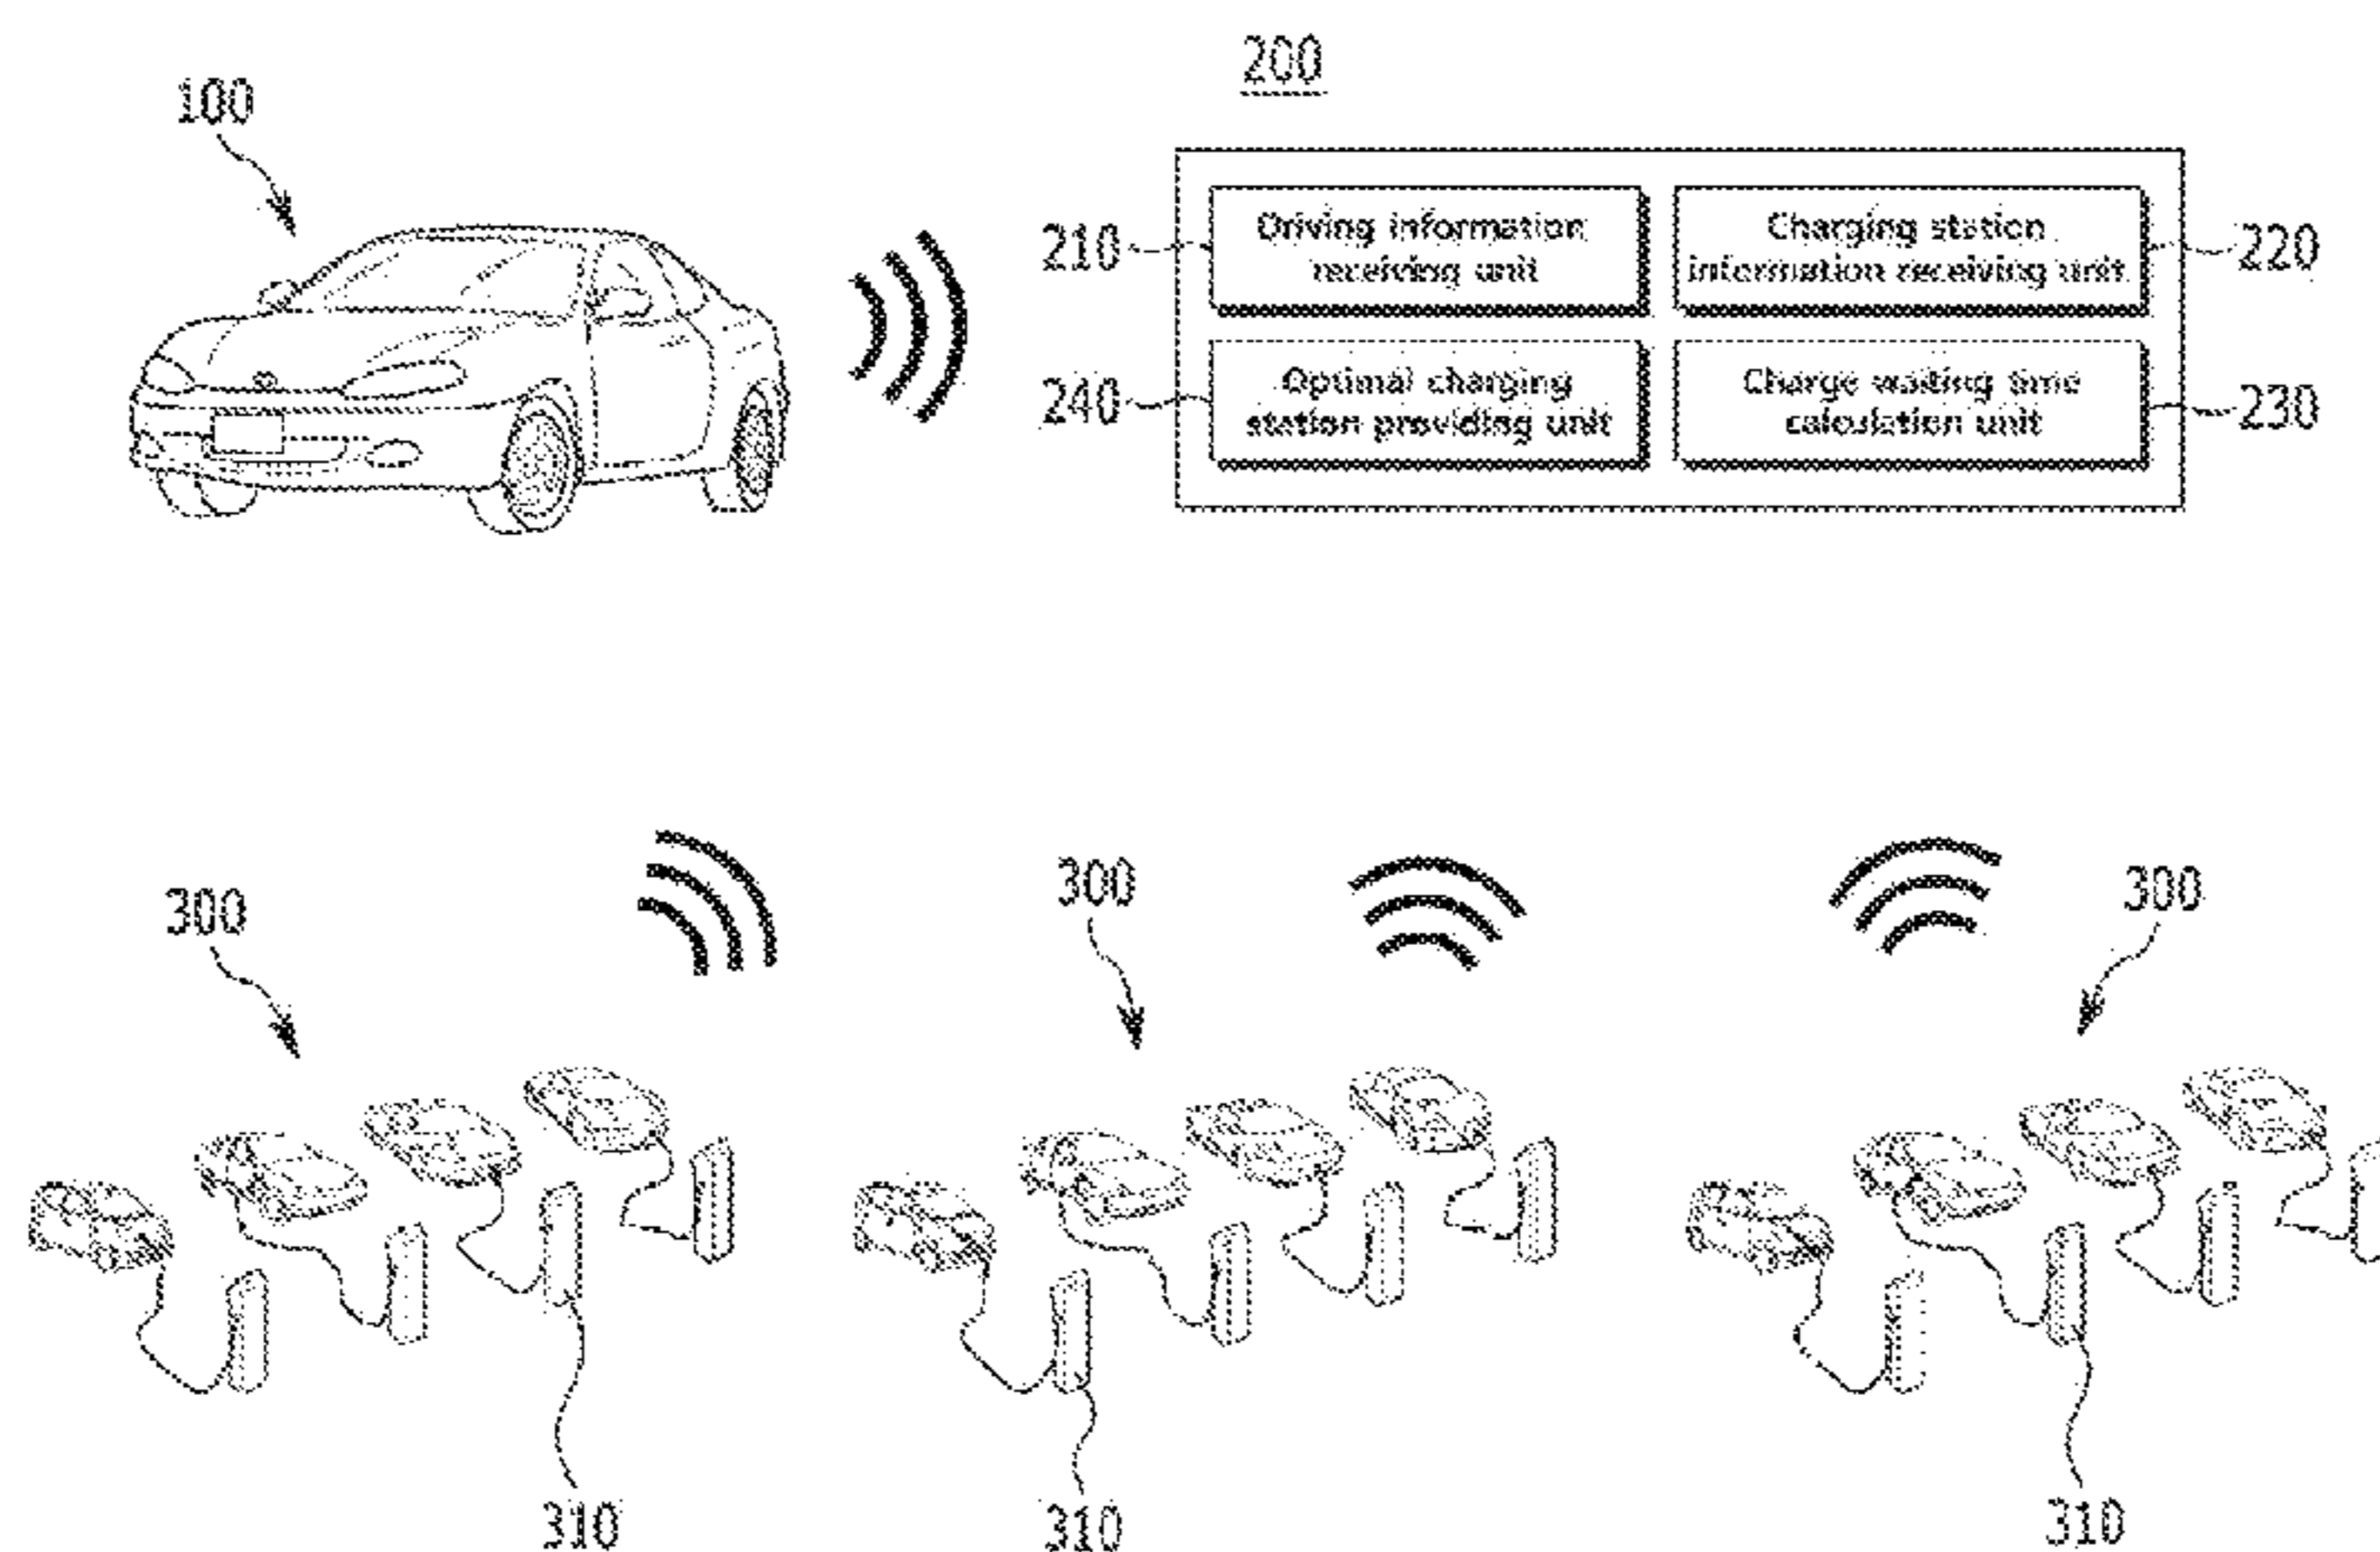 200
100
210
Driving information
receiving unit
Charging station
information receiving unit
220
240
Optimal charging
station providing unit
Charge waiting time
calculation unit
230
300
300
300
310
310
310